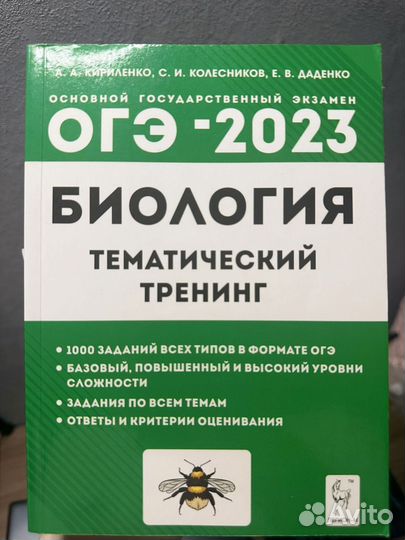 А. А. КИРИЛЕНКО, С. И. КОЛЕСНИКОВ, Е. В. ДАДЕНКО
ОСНОВНОЙ ГОСУДАРСТВЕННЫЙ ЭКЗАМЕН
ОГЭ -2023
БИОЛОГИЯ
ТЕМАТИЧЕСКИЙ
ТРЕНИНГ
• 1000 ЗАДАНИЙ ВСЕХ ТИПОВ В ФОРМАТЕ ОГЭ
• БАЗОВЫЙ, ПОВЫШЕННЫЙ И ВЫСОКИЙ УРОВНИ
СЛОЖНОСТИ
• ЗАДАНИЯ ПО ВСЕМ ТЕМАМ
• ОТВЕТЫ И КРИТЕРИИ ОЦЕНИВАНИЯ
TM
Avito